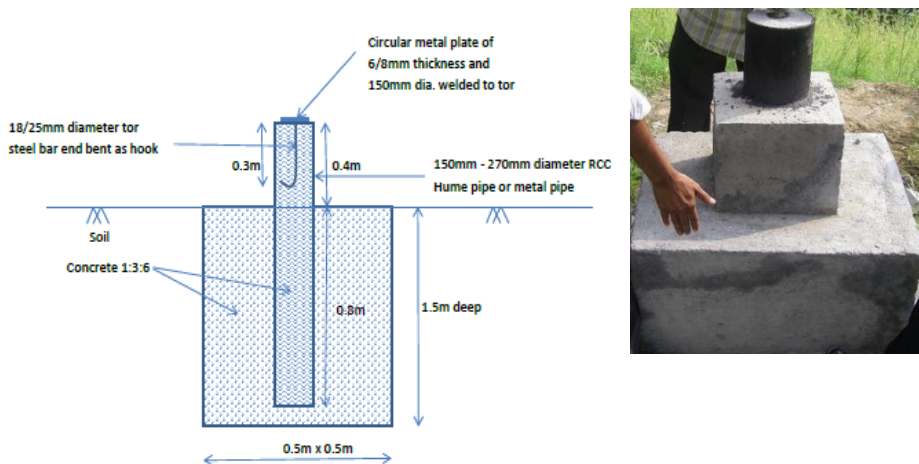 Circular metal plate of
6/8mm thickness and
150mm dia. welded to tor
18/25mm diameter tor
steel bar end bent as hook
0.3m
0.4m
150mm - 270mm diameter RCC
Hume pipe or metal pipe
Soil
Concrete 1:3:6
0.8m
1.5m deep
0.5m x 0.5m